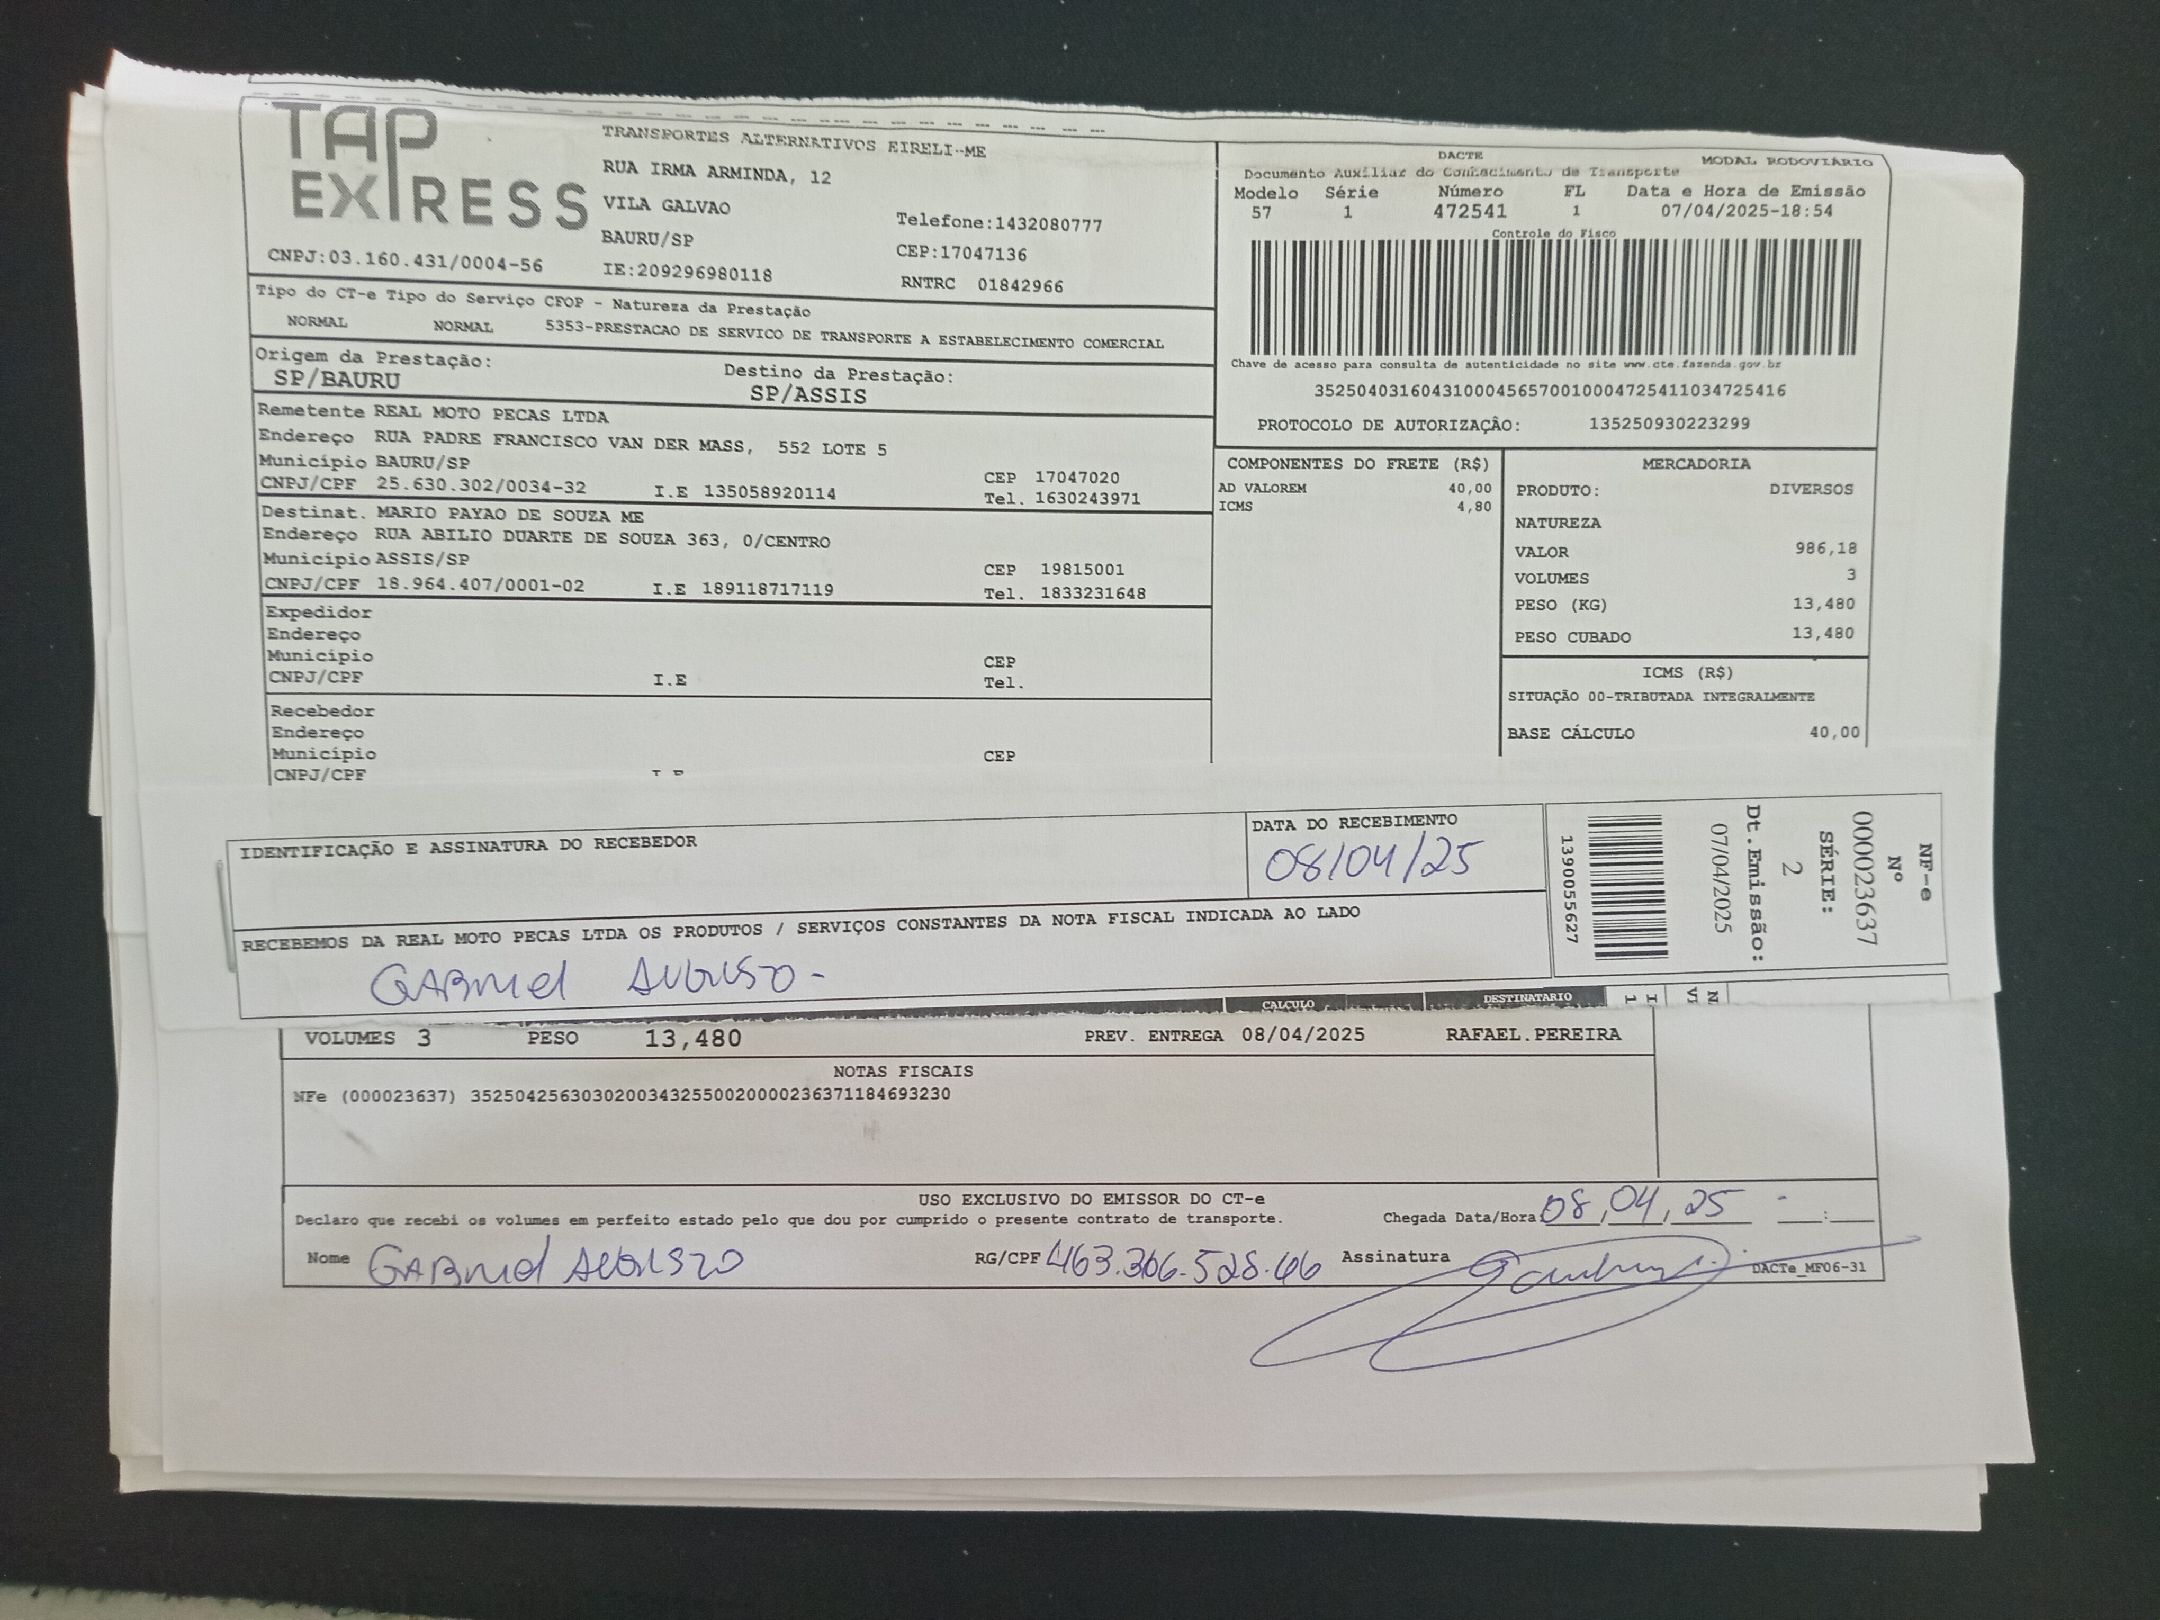 TAP EXPRESS
CNPJ:03.160.431/0004-56
TRANSPORTES ALTERNATIVOS EIRELI-ME
RUA IRMA ARMINDA, 12
VILA GALVAO
BAURU/SP
IE:209296980118
Telefone:1432080777
CEP:17047136
RNTRC 01842966
DACTE MODAL RODOVIÁRIO
Documento Auxiliar do Conhecimento de Transporte
Modelo Série Número FL Data e Hora de Emissão
57 1 472541 1 07/04/2025-18:54
Controle do Fisco
Chave de acesso para consulta de autenticidade no site www.cte.fazenda.gov.br
35250403160431000456570010004725411034725416
PROTOCOLO DE AUTORIZAÇÃO: 135250930223299
Tipo do CT-e Tipo do Serviço CFOP - Natureza da Prestação
NORMAL NORMAL 5353-PRESTACAO DE SERVICO DE TRANSPORTE A ESTABELECIMENTO COMERCIAL
Origem da Prestação: Destino da Prestação:
SP/BAURU SP/ASSIS
Remetente REAL MOTO PECAS LTDA
Endereço RUA PADRE FRANCISCO VAN DER MASS, 552 LOTE 5
Município BAURU/SP CEP 17047020
CNPJ/CPF 25.630.302/0034-32 I.E 135058920114 Tel. 1630243971
Destinat. MARIO PAYAO DE SOUZA ME
Endereço RUA ABILIO DUARTE DE SOUZA 363, 0/CENTRO
Município ASSIS/SP CEP 19815001
CNPJ/CPF 18.964.407/0001-02 I.E 189118717119 Tel. 1833231648
Expedidor
Endereço
Município CEP
CNPJ/CPF I.E Tel.
Recebedor
Endereço
Município CEP
CNPJ/CPF
COMPONENTES DO FRETE (R$)
AD VALOREM 40,00
ICMS 4,80
MERCADORIA
PRODUTO: DIVERSOS
NATUREZA
VALOR 986,18
VOLUMES 3
PESO (KG) 13,480
PESO CUBADO 13,480
ICMS (R$)
SITUAÇÃO 00-TRIBUTADA INTEGRALMENTE
BASE CÁLCULO 40,00
IDENTIFICAÇÃO E ASSINATURA DO RECEBEDOR
DATA DO RECEBIMENTO
08/04/25
RECEBEMOS DA REAL MOTO PECAS LTDA OS PRODUTOS / SERVIÇOS CONSTANTES DA NOTA FISCAL INDICADA AO LADO
GABRIEL AUGUSTO
NF-e
Nº
000023637
SÉRIE:
2
Dt.Emissão:
07/04/2025
1390055627
CALCULO DESTINATARIO
VOLUMES 3 PESO 13,480 PREV. ENTREGA 08/04/2025 RAFAEL.PEREIRA
NOTAS FISCAIS
NFe (000023637) 35250425630302003432550020000236371184693230
USO EXCLUSIVO DO EMISSOR DO CT-e
Declaro que recebi os volumes em perfeito estado pelo que dou por cumprido o presente contrato de transporte.
Chegada Data/Hora 08,04,25
Nome GABRIEL AUGUSTO RG/CPF 463.366.528.66 Assinatura
DACTe_MF06-31